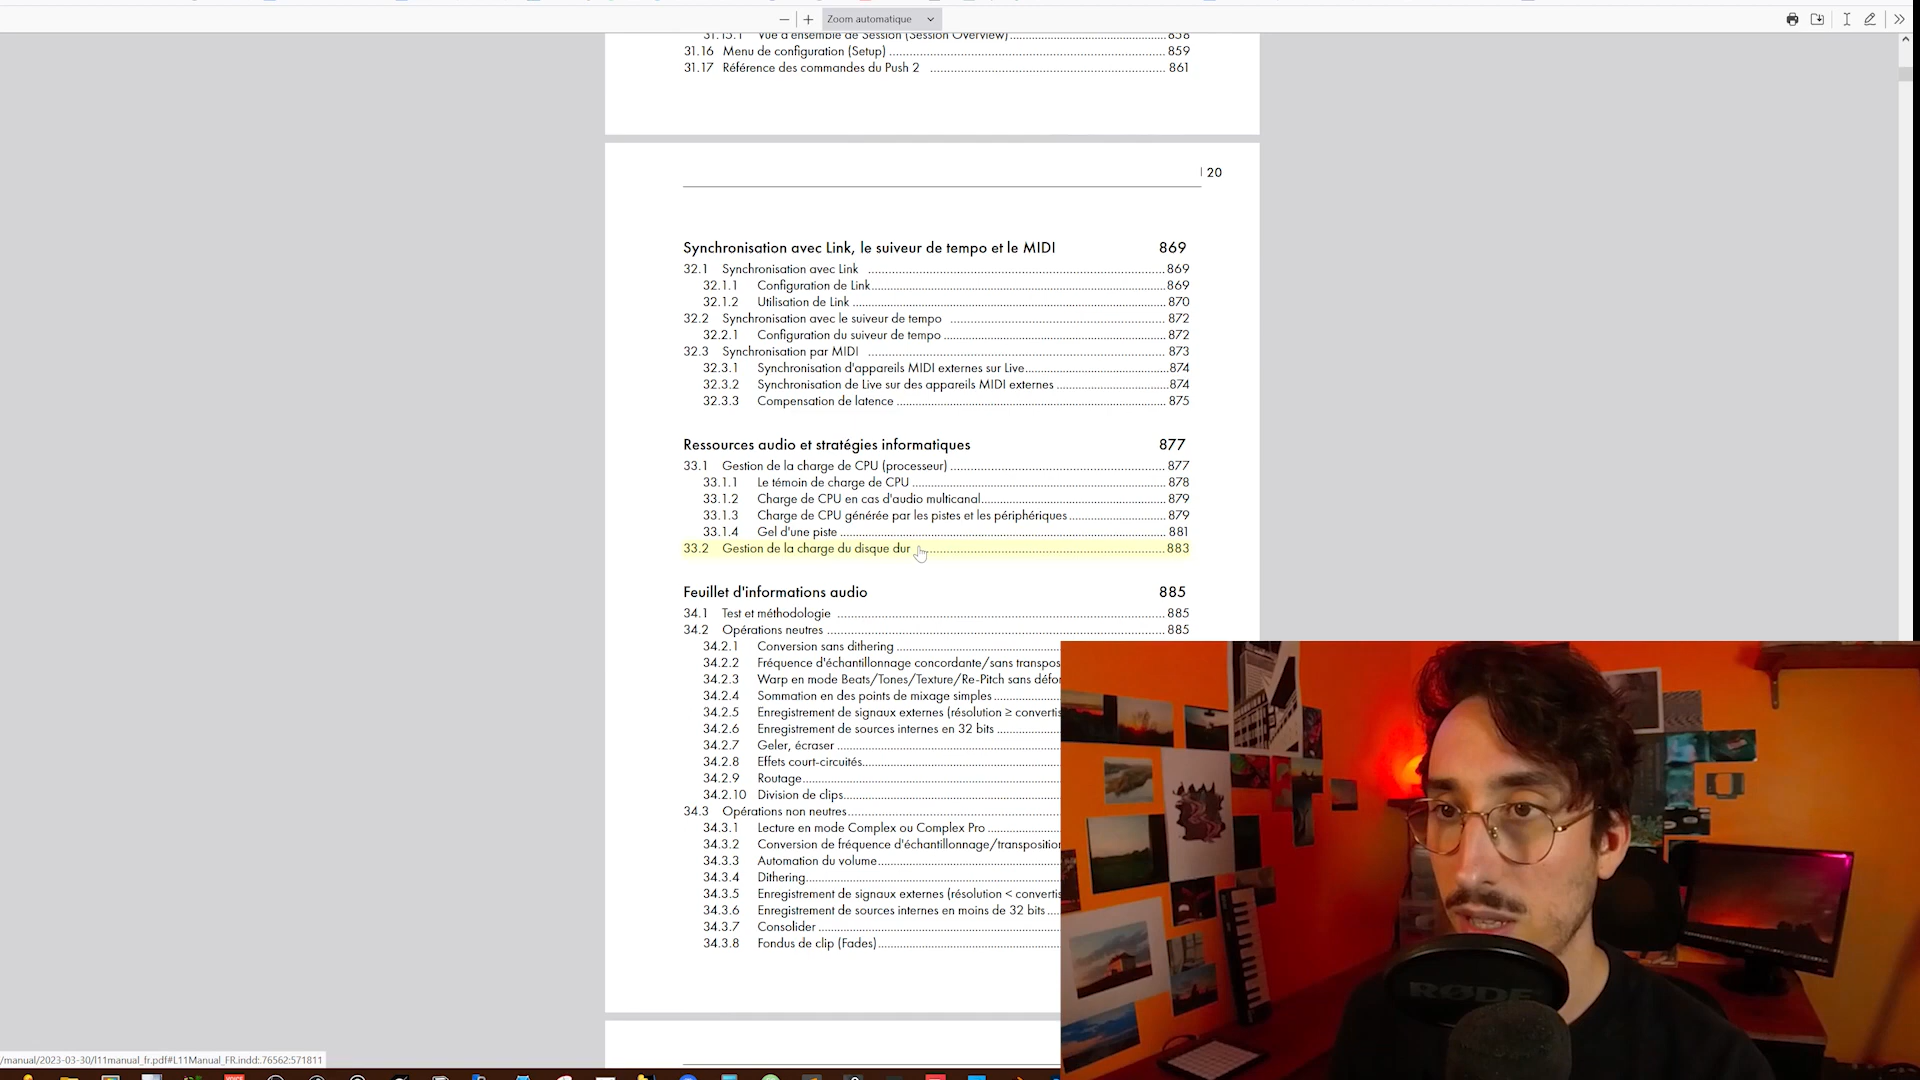 Zoom automatique
31.15.1 Vue d'ensemble de Session (Session Overview) 858
31.16 Menu de configuration (Setup) 859
31.17 Référence des commandes du Push 2 861
20
Synchronisation avec Link, le suiveur de tempo et le MIDI 869
32.1 Synchronisation avec Link 869
32.1.1 Configuration de Link 869
32.1.2 Utilisation de Link 870
32.2 Synchronisation avec le suiveur de tempo 872
32.2.1 Configuration du suiveur de tempo 872
32.3 Synchronisation par MIDI 873
32.3.1 Synchronisation d'appareils MIDI externes sur Live 874
32.3.2 Synchronisation de Live sur des appareils MIDI externes 874
32.3.3 Compensation de latence 875
Ressources audio et stratégies informatiques 877
33.1 Gestion de la charge de CPU (processeur) 877
33.1.1 Le témoin de charge de CPU 878
33.1.2 Charge de CPU en cas d'audio multicanal 879
33.1.3 Charge de CPU générée par les pistes et les périphériques 879
33.1.4 Gel d'une piste 881
33.2 Gestion de la charge du disque dur 883
Feuillet d'informations audio 885
34.1 Test et méthodologie 885
34.2 Opérations neutres 885
34.2.1 Conversion sans dithering
34.2.2 Fréquence d'échantillonnage concordante/sans transpos
34.2.3 Warp en mode Beats/Tones/Texture/Re-Pitch sans défor
34.2.4 Sommation en des points de mixage simples
34.2.5 Enregistrement de signaux externes (résolution ≥ convertis
34.2.6 Enregistrement de sources internes en 32 bits
34.2.7 Geler, écraser
34.2.8 Effets court-circuités
34.2.9 Routage
34.2.10 Division de clips
34.3 Opérations non neutres
34.3.1 Lecture en mode Complex ou Complex Pro
34.3.2 Conversion de fréquence d'échantillonnage/transposition
34.3.3 Automation du volume
34.3.4 Dithering
34.3.5 Enregistrement de signaux externes (résolution < convertis
34.3.6 Enregistrement de sources internes en moins de 32 bits
34.3.7 Consolider
34.3.8 Fondus de clip (Fades)
RØDE
/manual/2023-03-30/l11manual_fr.pdf#L11Manual_FR.indd:.76562:571811